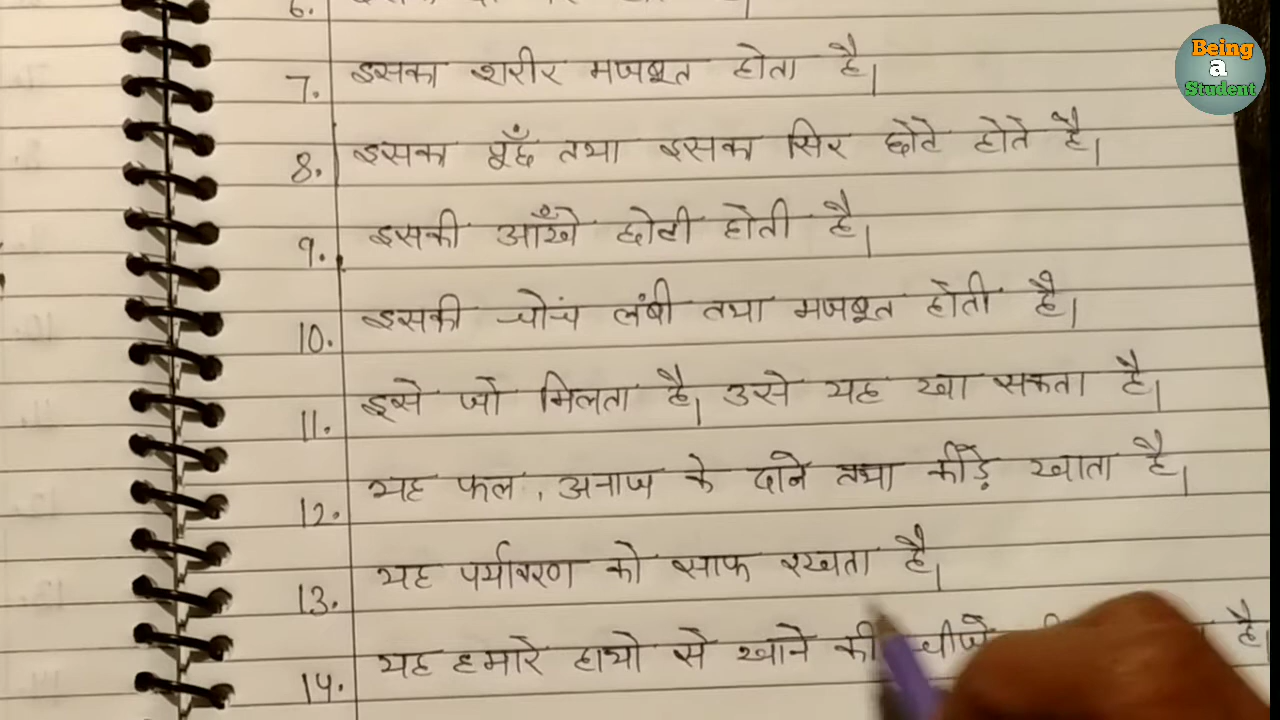 6.
7. इसका शरीर मजबूत होता है।
8. इसका मूँह तथा इसका सिर छोटे होते है।
9. इसकी आँखे छोटी होती है।
10. इसकी चोचं लंबी तथा मजबूत होती है।
11. इसे जो मिलता है। उसे यह खा सकता है।
12. यह फल, अनाज के दाने तथा कीड़े खाता है।
13. यह पर्यावरण को साफ रखता है।
14. यह हमारे हाथो से खाने की चीजे है।
Being
a
Student